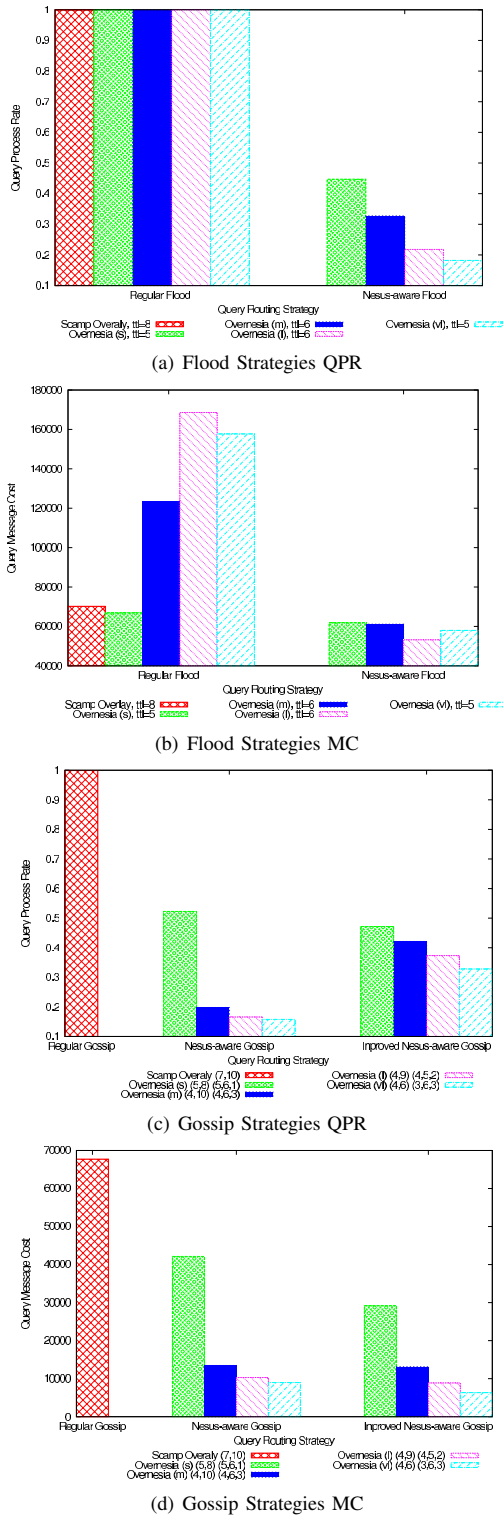 1
0.9
0.8
0.7
0.6
0.5
0.4
0.3
0.2
0.1
Query Process Rate
Regular Flood
Nesus-aware Flood
Query Routing Strategy
Scamp Overally, ttl=8
Overnesia (m), ttl=6
Overnesia (vl), ttl=5
Overnesia (s), ttl=5
Overnesia (l), ttl=6
(a) Flood Strategies QPR
180000
160000
140000
120000
100000
80000
60000
40000
Query Message Cost
Regular Flood
Nesus-aware Flood
Query Routing Strategy
Scamp Overlay, ttl=8
Overnesia (m), ttl=6
Overnesia (vl), ttl=5
Overnesia (s), ttl=5
Overnesia (l), ttl=6
(b) Flood Strategies MC
1
0.9
0.8
0.7
0.6
0.5
0.4
0.3
0.2
0.1
Query Process Rate
Regular Gossip
Nesus-aware Gossip
Inproved Nesus-aware Gossip
Query Routing Strategy
Scamp Overaly (7,10)
Overnesia (l) (4,9) (4,5,2)
Overnesia (s) (5,8) (5,6,1)
Overnesia (vl) (4,6) (3,6,3)
Overnesia (m) (4,10) (4,6,3)
(c) Gossip Strategies QPR
70000
60000
50000
40000
30000
20000
10000
0
Query Message Cost
Regular Gossip
Nesus-aware Gossip
Improved Nesus-aware Gossip
Query Routing Strategy
Scamp Overaly (7,10)
Overnesia (l) (4,9) (4,5,2)
Overnesia (s) (5,8) (5,6,1)
Overnesia (vl) (4,6) (3,6,3)
Overnesia (m) (4,10) (4,6,3)
(d) Gossip Strategies MC